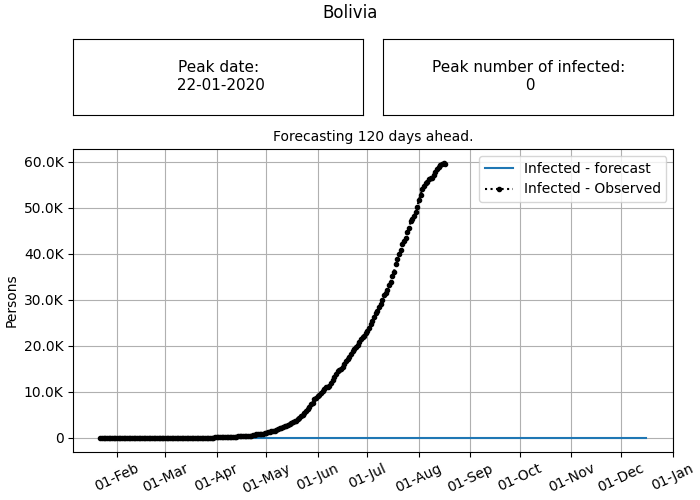 Bolivia
Peak date:
22-01-2020
Peak number of infected:
0
Forecasting 120 days ahead.
Infected - forecast
Infected - Observed
Persons
60.0K
50.0K
40.0K
30.0K
20.0K
10.0K
0
01-Feb
01-Mar
01-Apr
01-May
01-Jun
01-Jul
01-Aug
01-Sep
01-Oct
01-Nov
01-Dec
01-Jan